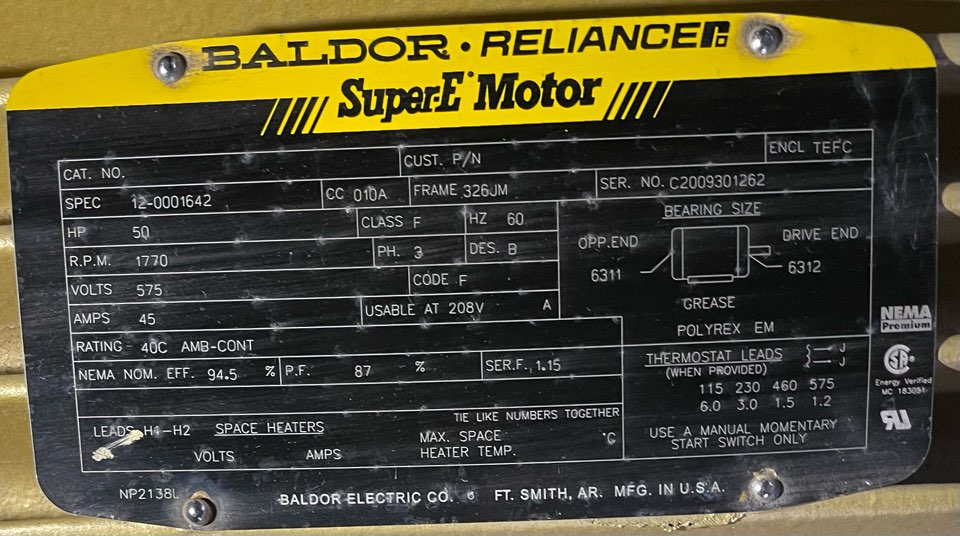 BALDOR · RELIANCER
Super-E Motor
CAT. NO. CUST. P/N ENCL TEFC
SPEC 12-0001642 CC 010A FRAME 326JM SER. NO. C2009301262
HP 50 CLASS F HZ 60
R.P.M. 1770 PH. 3 DES. B
VOLTS 575 CODE F
AMPS 45 USABLE AT 208V A
RATING 40C AMB-CONT
NEMA NOM. EFF. 94.5 % P.F. 87 % SER.F. 1.15
BEARING SIZE
OPP.END DRIVE END
6311 6312
GREASE
POLYREX EM
THERMOSTAT LEADS J
(WHEN PROVIDED) J
115 230 460 575
6.0 3.0 1.5 1.2
USE A MANUAL MOMENTARY
START SWITCH ONLY
TIE LIKE NUMBERS TOGETHER
LEADS H1-H2 SPACE HEATERS MAX. SPACE °C
VOLTS AMPS HEATER TEMP.
NEMA
Premium
SA
Energy Verified
MC 183051
RU
NP2138L BALDOR ELECTRIC CO. FT. SMITH, AR. MFG. IN U.S.A.